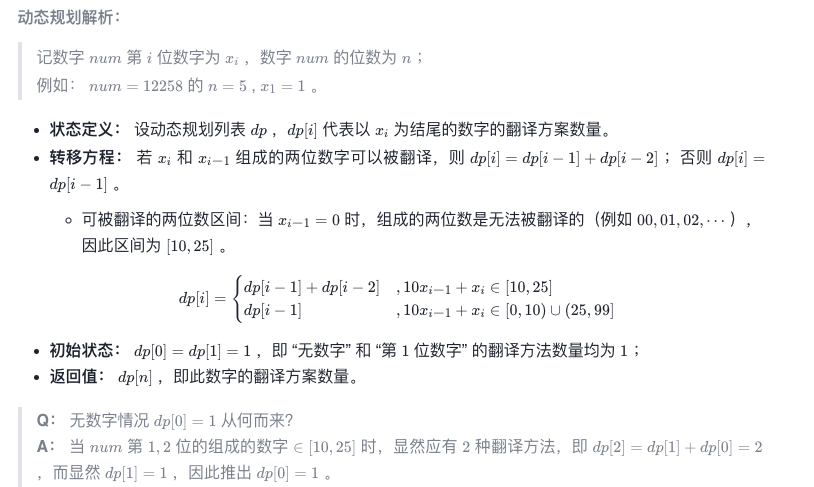 动态规划解析：
记数字 num 第 i 位数字为 x_i ，数字 num 的位数为 n ；
例如： num = 12258 的 n = 5 , x_1 = 1 。
• 状态定义： 设动态规划列表 dp ，dp[i] 代表以 x_i 为结尾的数字的翻译方案数量。
• 转移方程： 若 x_i 和 x_{i−1} 组成的两位数字可以被翻译，则 dp[i] = dp[i − 1] + dp[i − 2] ；否则 dp[i] =
dp[i − 1] 。
◦ 可被翻译的两位数区间：当 x_{i−1} = 0 时，组成的两位数是无法被翻译的（例如 00, 01, 02, ⋯ ），
因此区间为 [10, 25] 。
dp[i] = { dp[i − 1] + dp[i − 2] , 10x_{i−1} + x_i ∈ [10, 25]
dp[i − 1] , 10x_{i−1} + x_i ∈ [0, 10) ∪ (25, 99]
• 初始状态： dp[0] = dp[1] = 1 ，即 “无数字” 和 “第 1 位数字” 的翻译方法数量均为 1 ；
• 返回值： dp[n] ，即此数字的翻译方案数量。
Q： 无数字情况 dp[0] = 1 从何而来？
A： 当 num 第 1, 2 位的组成的数字 ∈ [10, 25] 时，显然应有 2 种翻译方法，即 dp[2] = dp[1] + dp[0] = 2
，而显然 dp[1] = 1 ，因此推出 dp[0] = 1 。